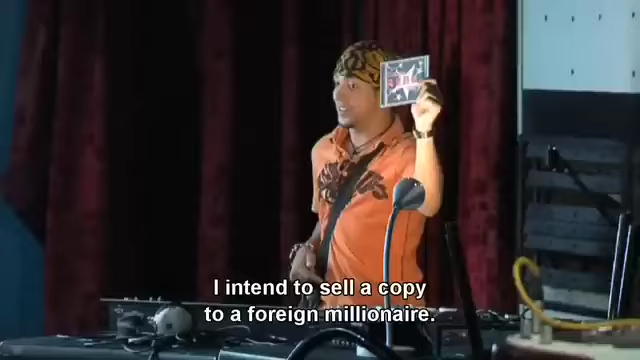 I intend to sell a copy
to a foreign millionaire.